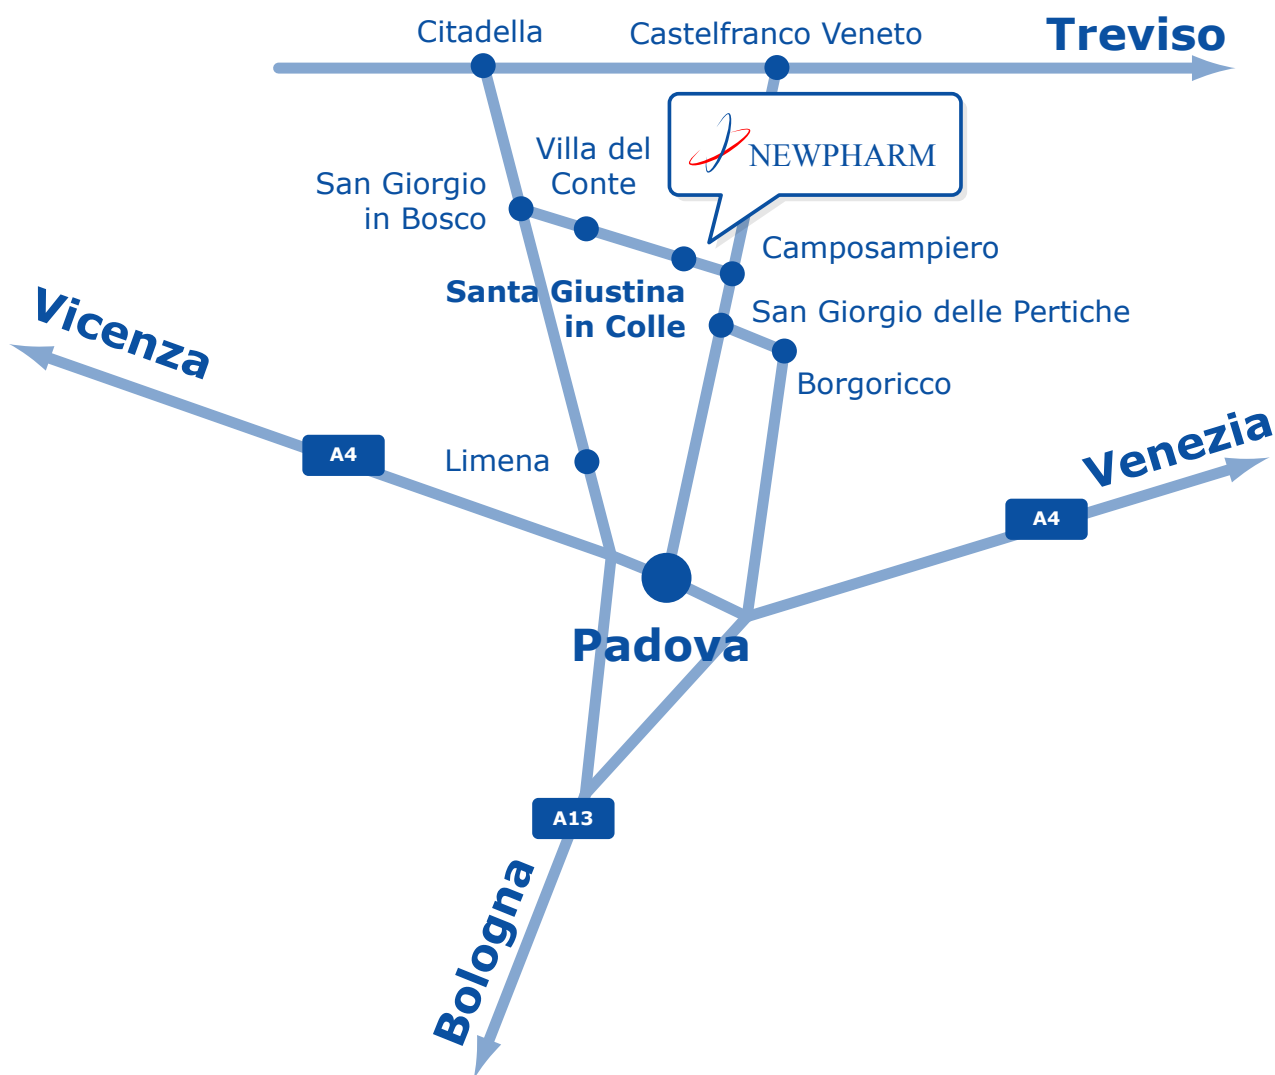 Citadella
Castelfranco Veneto
Treviso
NEWPHARM
Villa del
Conte
San Giorgio
in Bosco
Camposampiero
Santa Giustina
in Colle
San Giorgio delle Pertiche
Borgoricco
Vicenza
A4
Limena
Venezia
A4
Padova
A13
Bologna